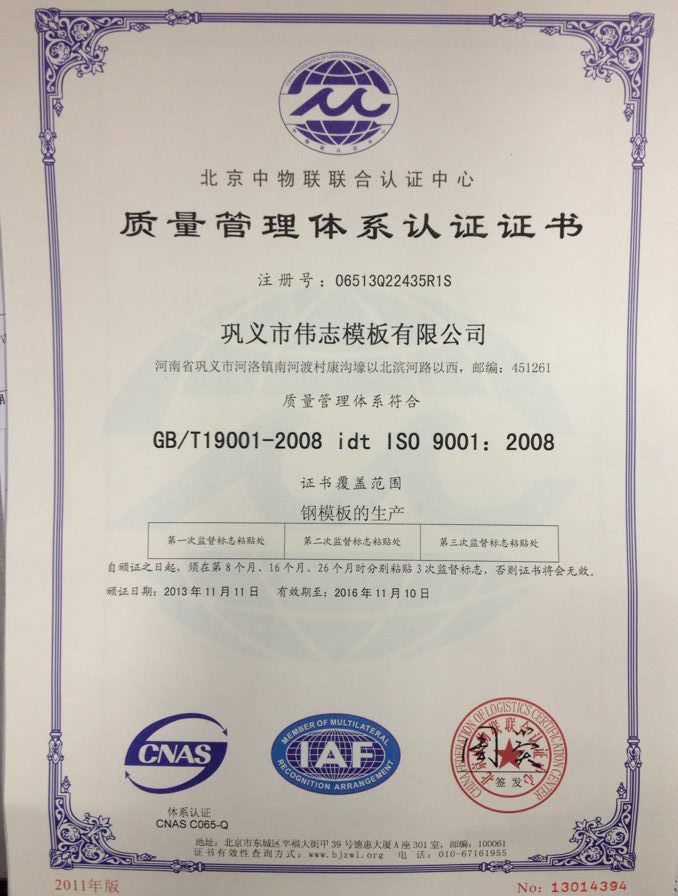 北京中物联联合认证中心
质量管理体系认证证书
注册号：06513Q22435R1S
巩义市伟志模板有限公司
河南省巩义市河洛镇南河渡村康沟壕以北滨河路以西，邮编：451261
质量管理体系符合
GB/T19001-2008 idt ISO 9001：2008
证书覆盖范围
钢模板的生产
第一次监督标志粘贴处 第二次监督标志粘贴处 第三次监督标志粘贴处
自颁证之日起，须在第8个月、16个月、26个月时分别粘贴3次监督标志，否则证书将会无效。
颁证日期：2013年11月11日 有效期至：2016年11月10日
CNAS
体系认证
CNAS C065-Q
MEMBER OF MULTILATERAL
IAF
RECOGNITION ARRANGEMENT
CHINA FEDERATION OF LOGISTICS CERTIFICATION CENTER
签发
地址：北京市东城区幸福大街甲39号德惠大厦A座301室，邮编：100061
证书有效性查询方式：www.bjzwl.org 电话：010-67161955
2011年版
No: 13014394